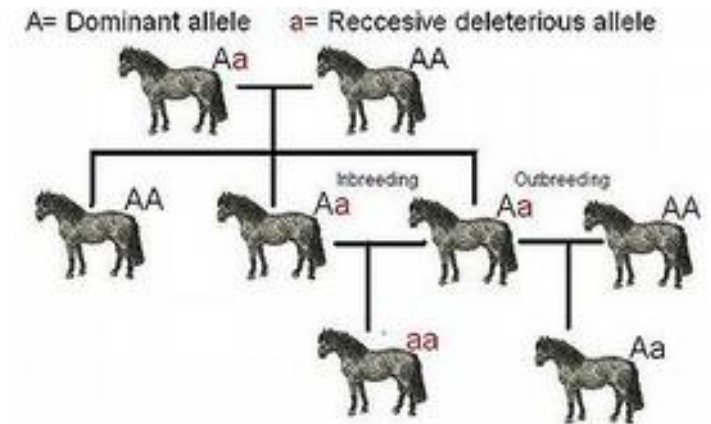 A= Dominant allele a= Reccesive deleterious allele
Aa AA
Inbreeding Outbreeding
AA Aa Aa AA
aa Aa